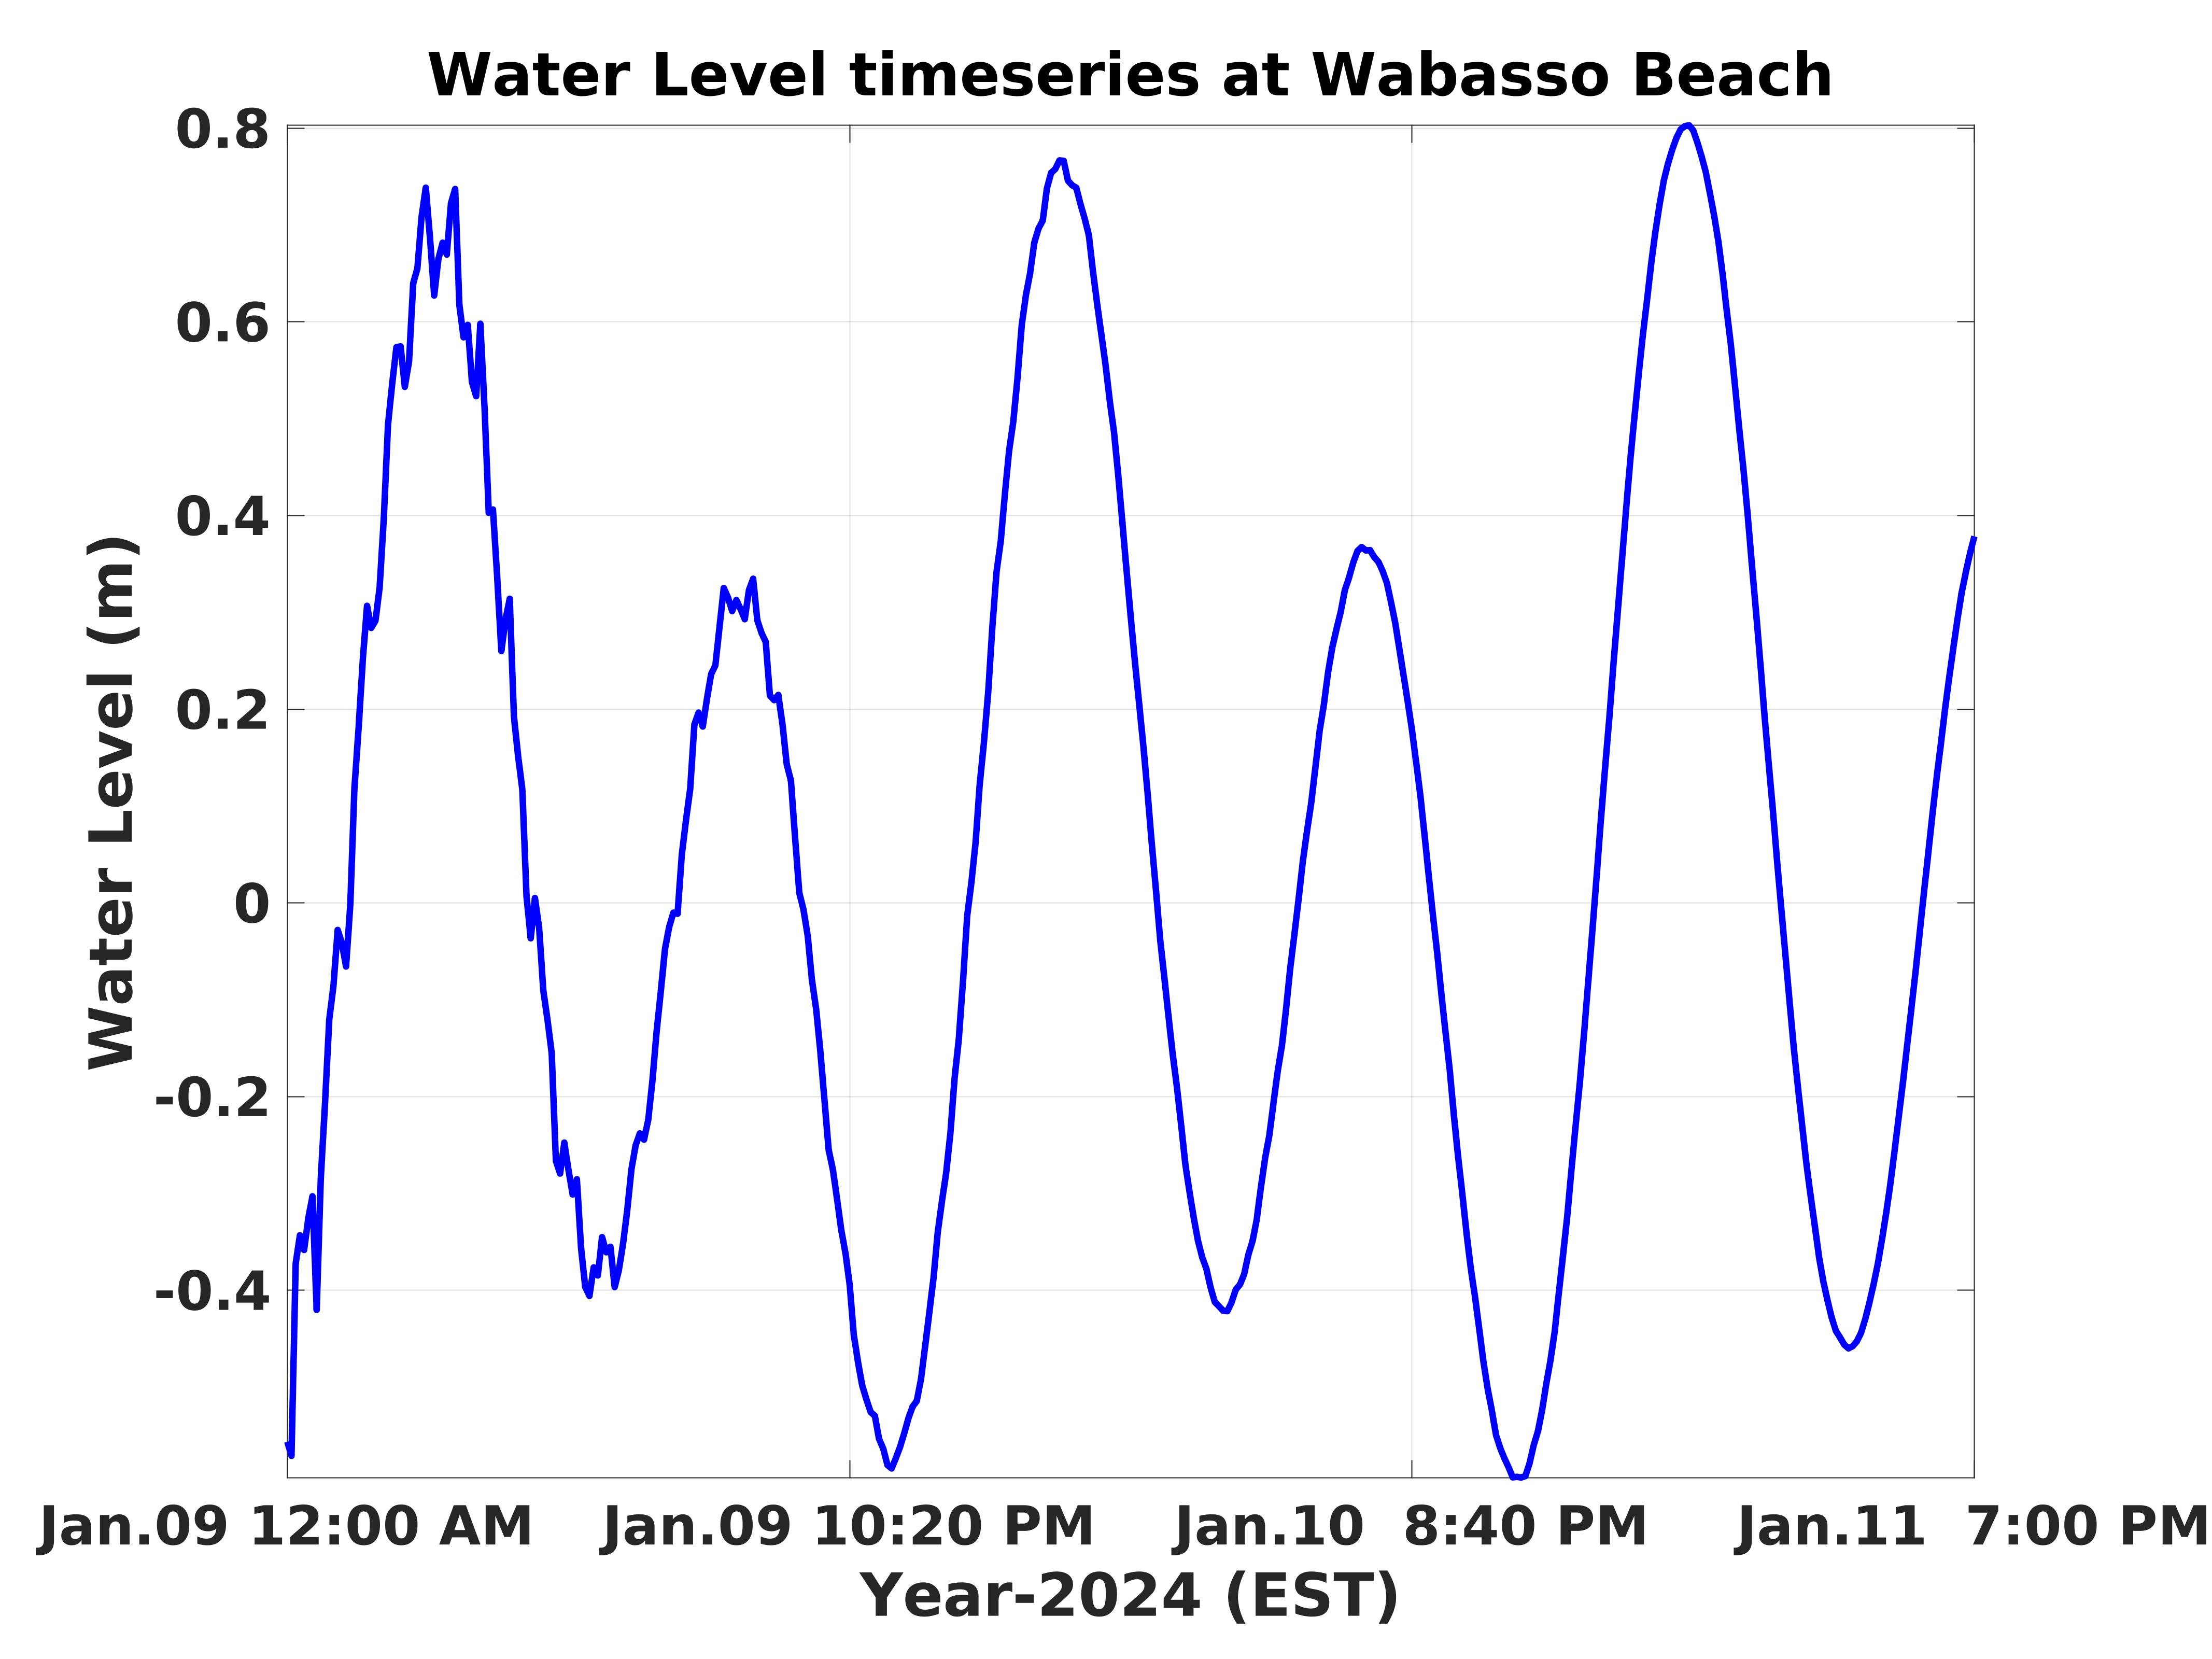 Water Level timeseries at Wabasso Beach
0.8
0.6
0.4
0.2
0
-0.2
-0.4
Water Level (m)
Jan.09 12:00 AM Jan.09 10:20 PM Jan.10 8:40 PM Jan.11 7:00 PM
Year-2024 (EST)